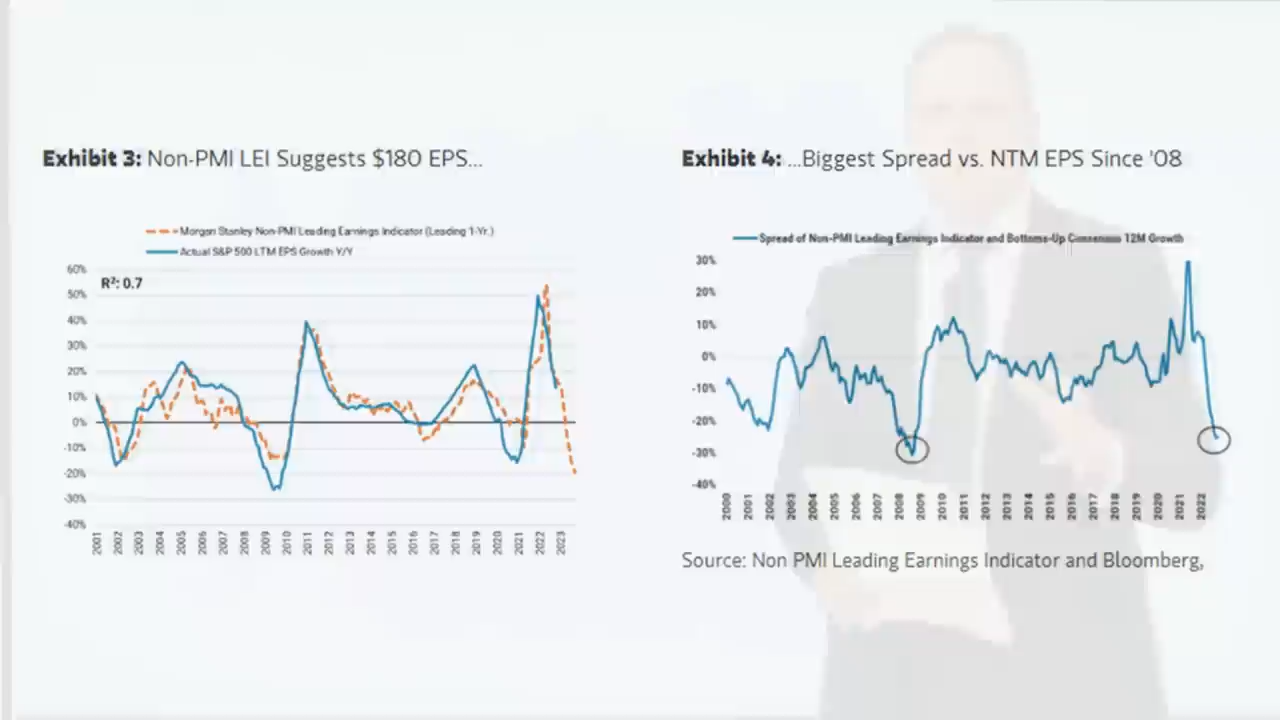 Exhibit 3: Non-PMI LEI Suggests $180 EPS...
Morgan Stanley Non-PMI Leading Earnings Indicator (Leading 1-Yr.)
Actual S&P 500 LTM EPS Growth Y/Y
R²: 0.7
60%
50%
40%
30%
20%
10%
0%
-10%
-20%
-30%
-40%
2001 2002 2003 2004 2005 2006 2007 2008 2009 2010 2011 2012 2013 2014 2015 2016 2017 2018 2019 2020 2021 2022 2023
Exhibit 4: ...Biggest Spread vs. NTM EPS Since '08
Spread of Non-PMI Leading Earnings Indicator and Bottoms-Up Consensus 12M Growth
30%
20%
10%
0%
-10%
-20%
-30%
-40%
2000 2001 2002 2003 2004 2005 2006 2007 2008 2009 2010 2011 2012 2013 2014 2015 2016 2017 2018 2019 2020 2021 2022
Source: Non PMI Leading Earnings Indicator and Bloomberg,